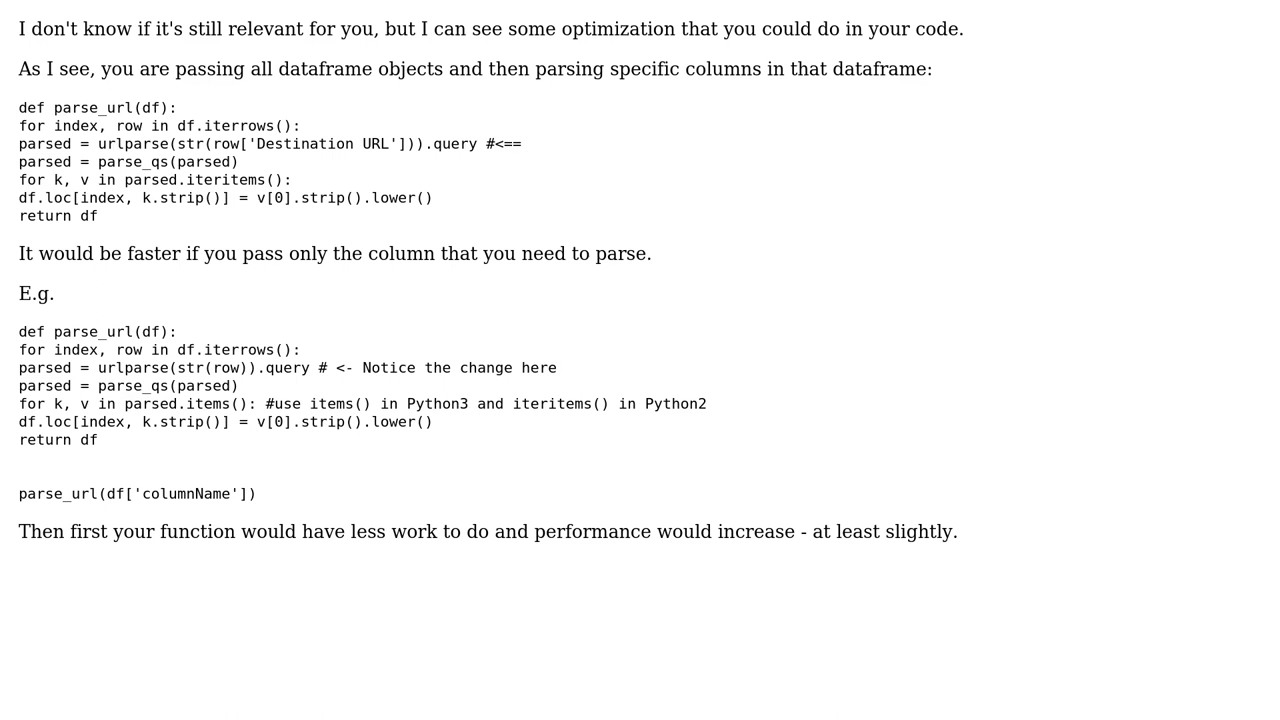 I don't know if it's still relevant for you, but I can see some optimization that you could do in your code.
As I see, you are passing all dataframe objects and then parsing specific columns in that dataframe:
def parse_url(df):
for index, row in df.iterrows():
parsed = urlparse(str(row['Destination URL'])).query #<==
parsed = parse_qs(parsed)
for k, v in parsed.iteritems():
df.loc[index, k.strip()] = v[0].strip().lower()
return df
It would be faster if you pass only the column that you need to parse.
E.g.
def parse_url(df):
for index, row in df.iterrows():
parsed = urlparse(str(row)).query # <- Notice the change here
parsed = parse_qs(parsed)
for k, v in parsed.items(): #use items() in Python3 and iteritems() in Python2
df.loc[index, k.strip()] = v[0].strip().lower()
return df
parse_url(df['columnName'])
Then first your function would have less work to do and performance would increase - at least slightly.